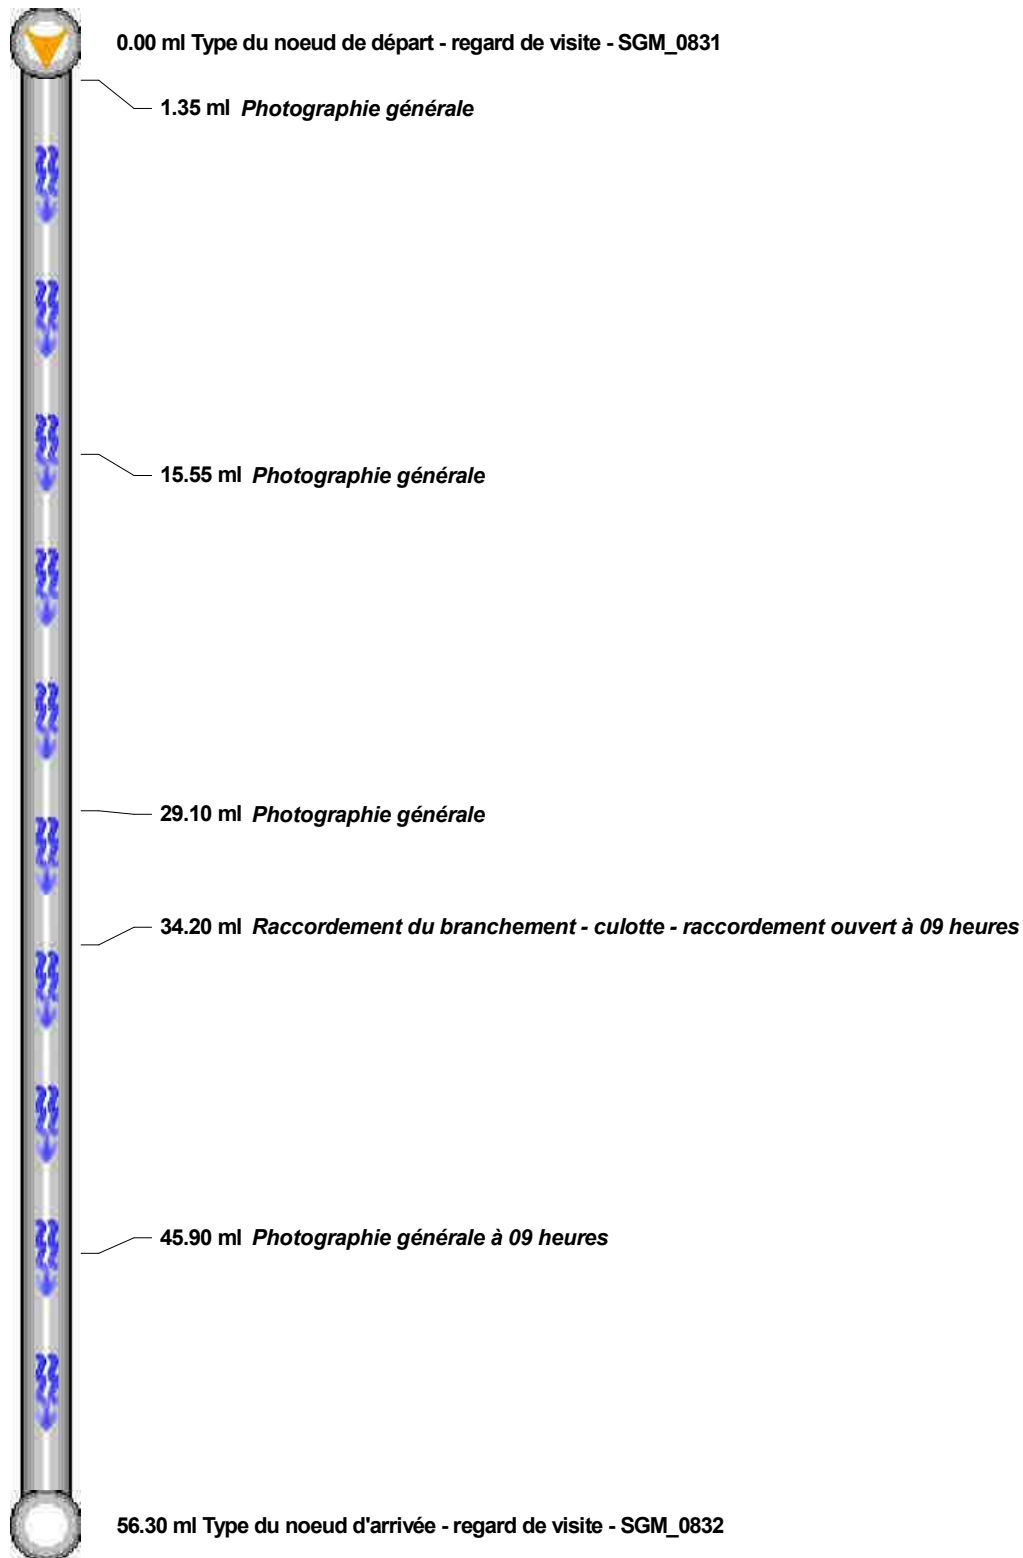 0.00 ml Type du noeud de départ - regard de visite - SGM_0831
1.35 ml Photographie générale
15.55 ml Photographie générale
29.10 ml Photographie générale
34.20 ml Raccordement du branchement - culotte - raccordement ouvert à 09 heures
45.90 ml Photographie générale à 09 heures
56.30 ml Type du noeud d'arrivée - regard de visite - SGM_0832